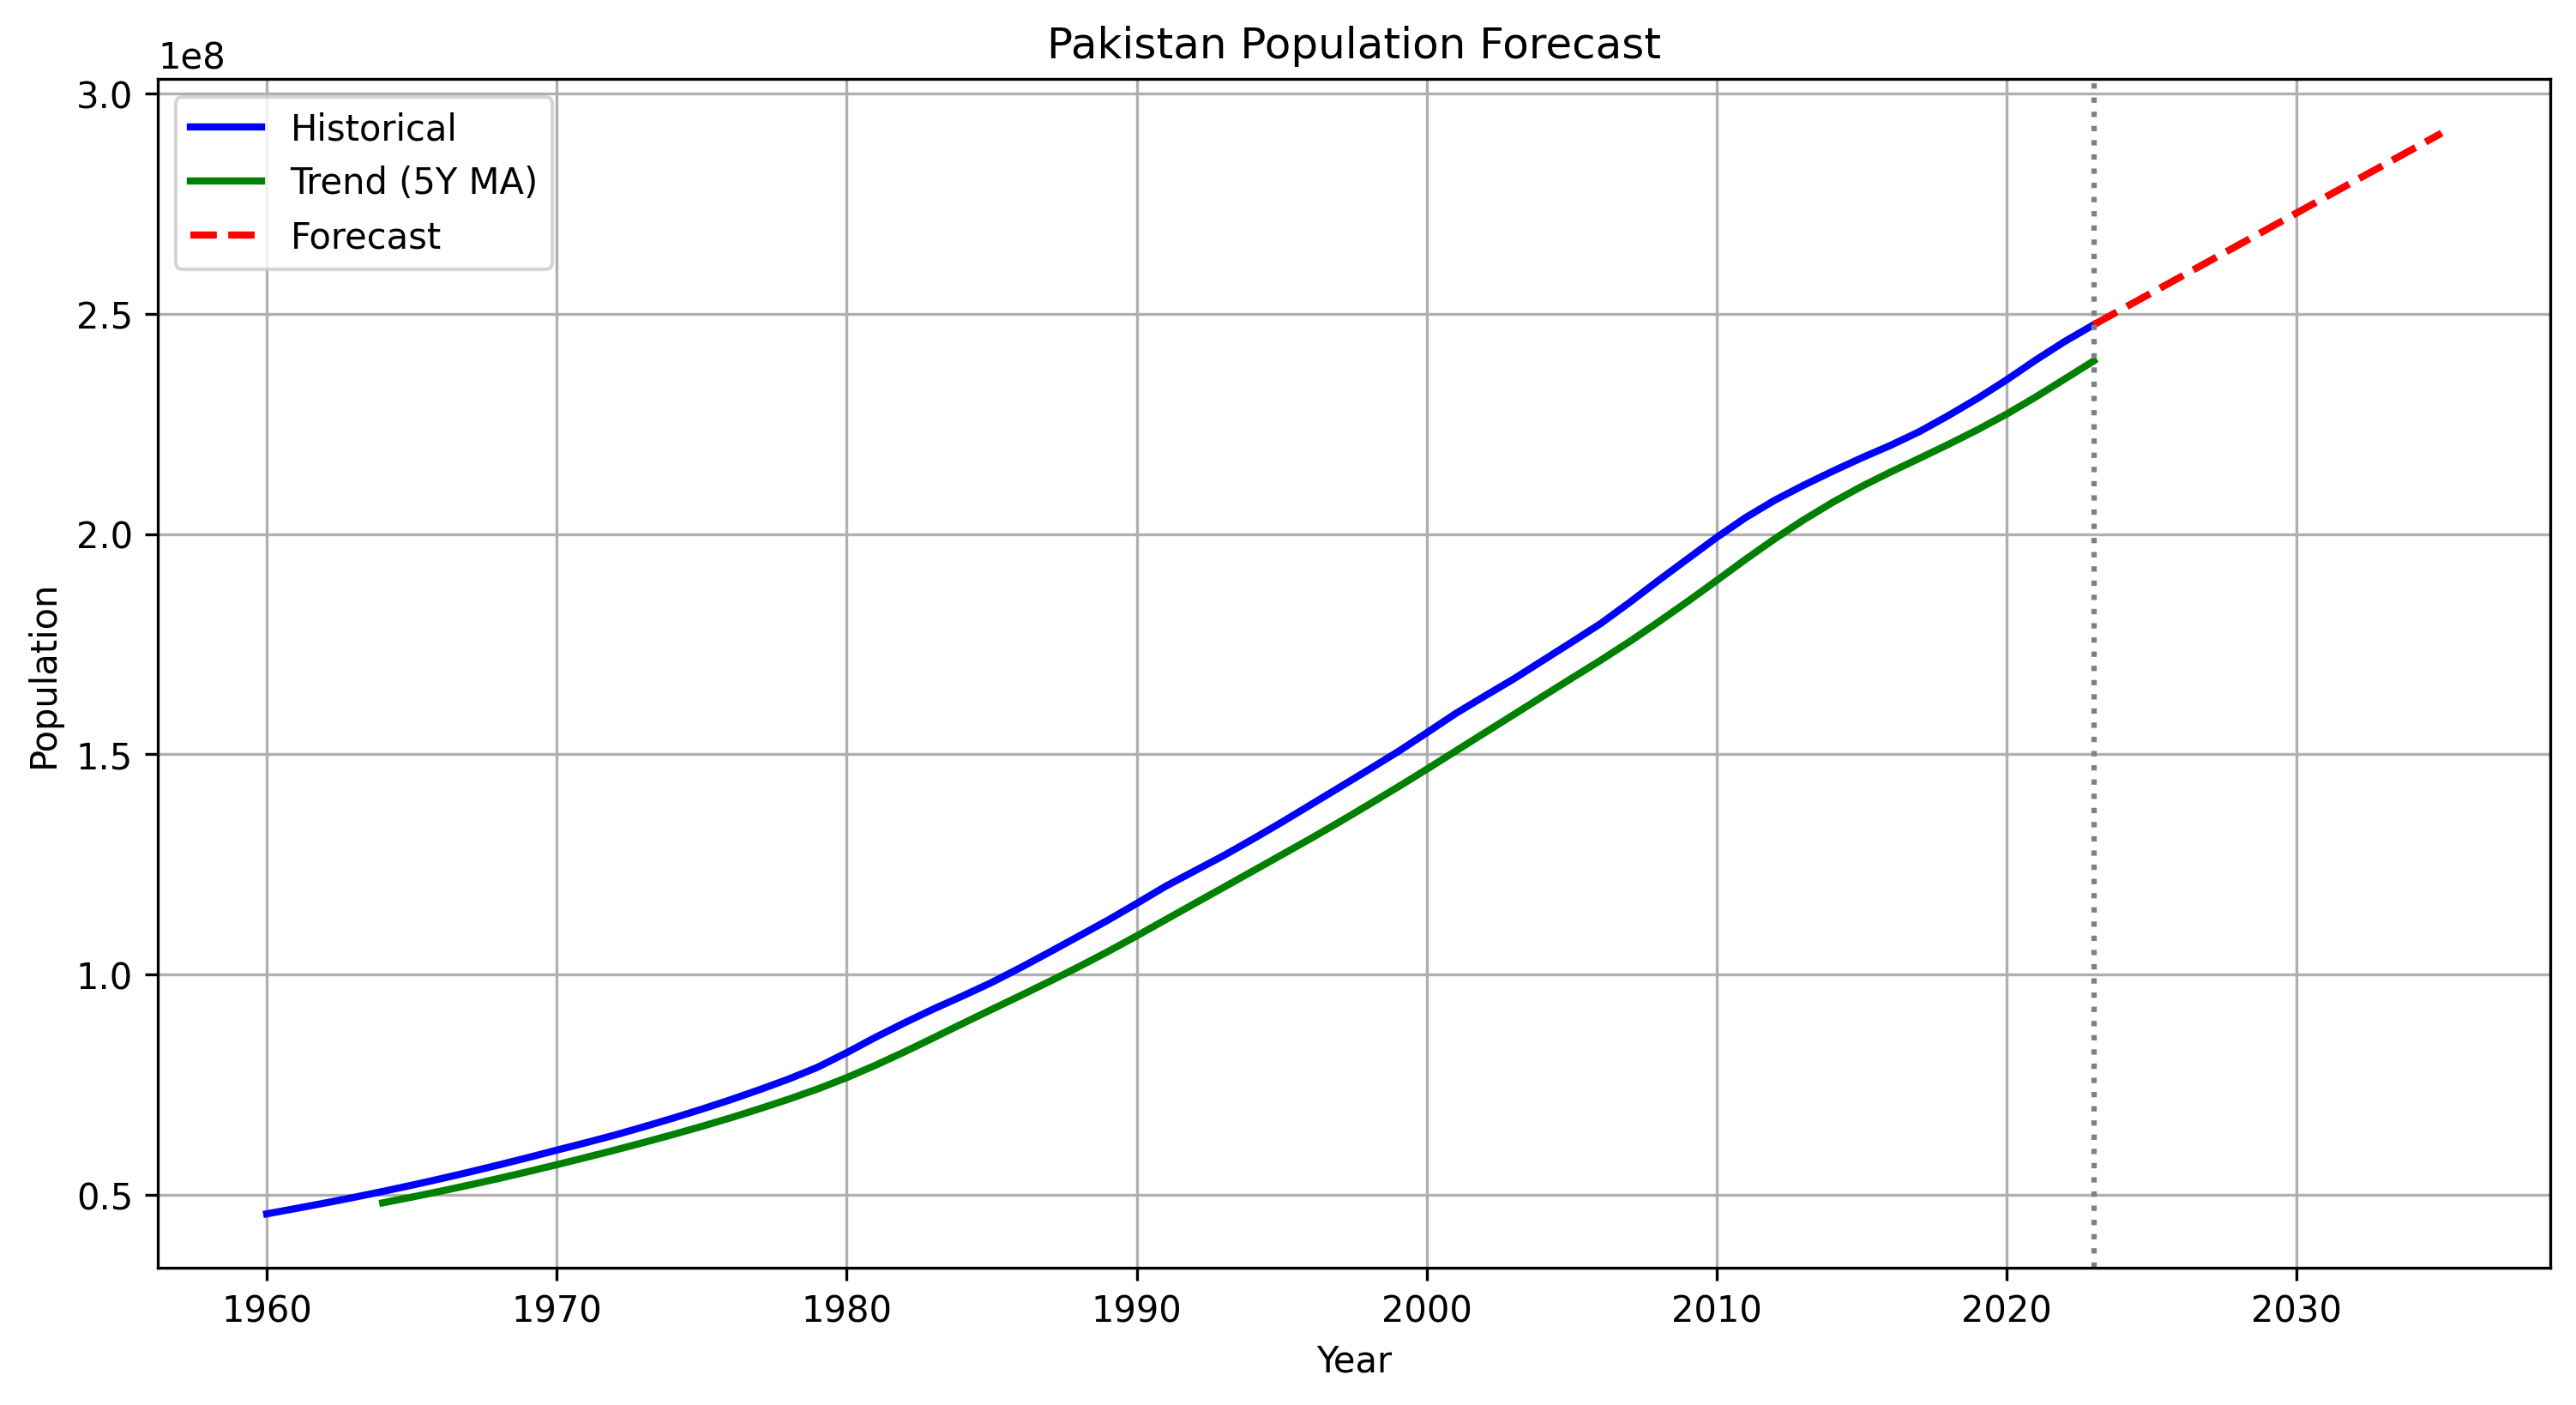 Pakistan Population Forecast
1e8
3.0
2.5
2.0
1.5
1.0
0.5
Population
Historical
Trend (5Y MA)
Forecast
1960 1970 1980 1990 2000 2010 2020 2030
Year